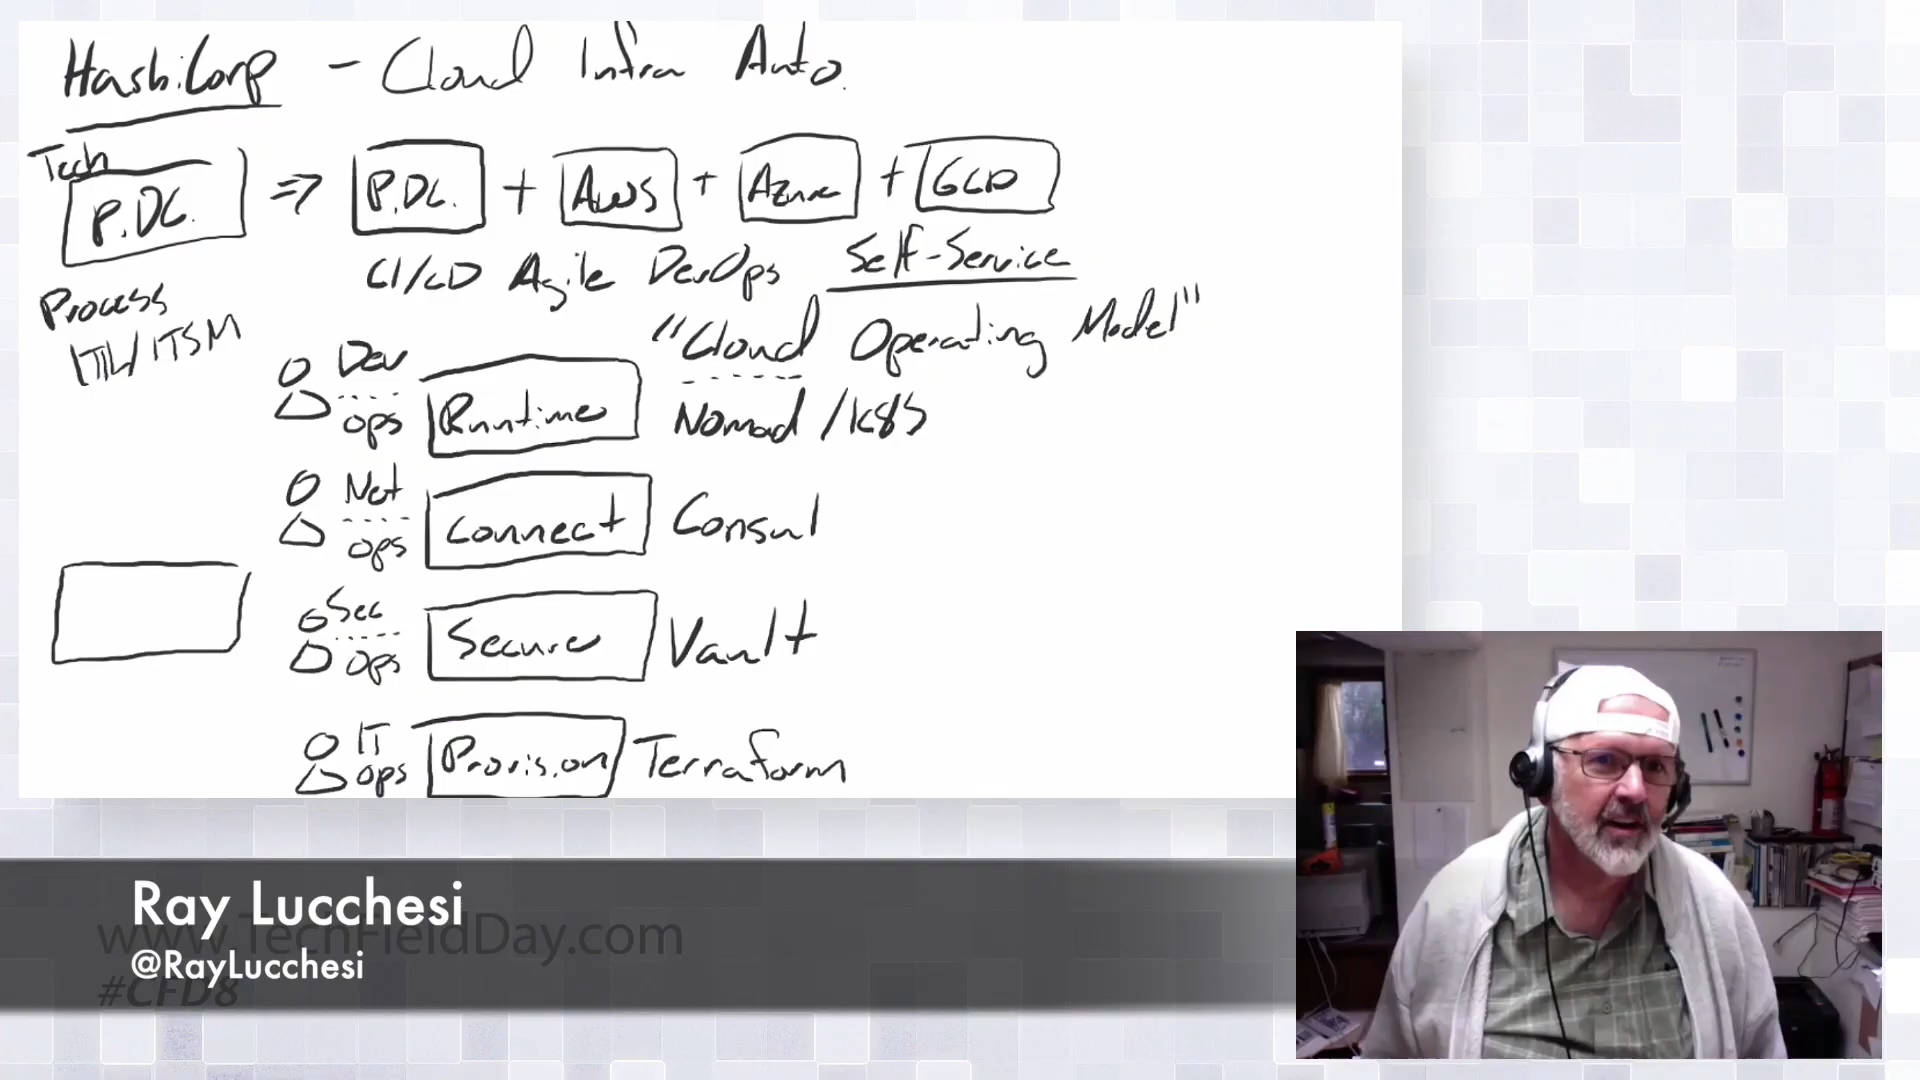 HashiCorp - Cloud Infra Auto.
Tech
P.DC. => P.DC. + AWS + Azure + GCP
CI/CD Agile DevOps Self-Service
Process
ITIL/ITSM
"Cloud Operating Model"
Dev
ops
Runtime
Nomad/K8S
Net
ops
Connect
Consul
Sec
Ops
Secure
Vault
IT
ops
Provision
Terraform
Ray Lucchesi
www.TechFieldDay.com
@RayLucchesi
#CFD8